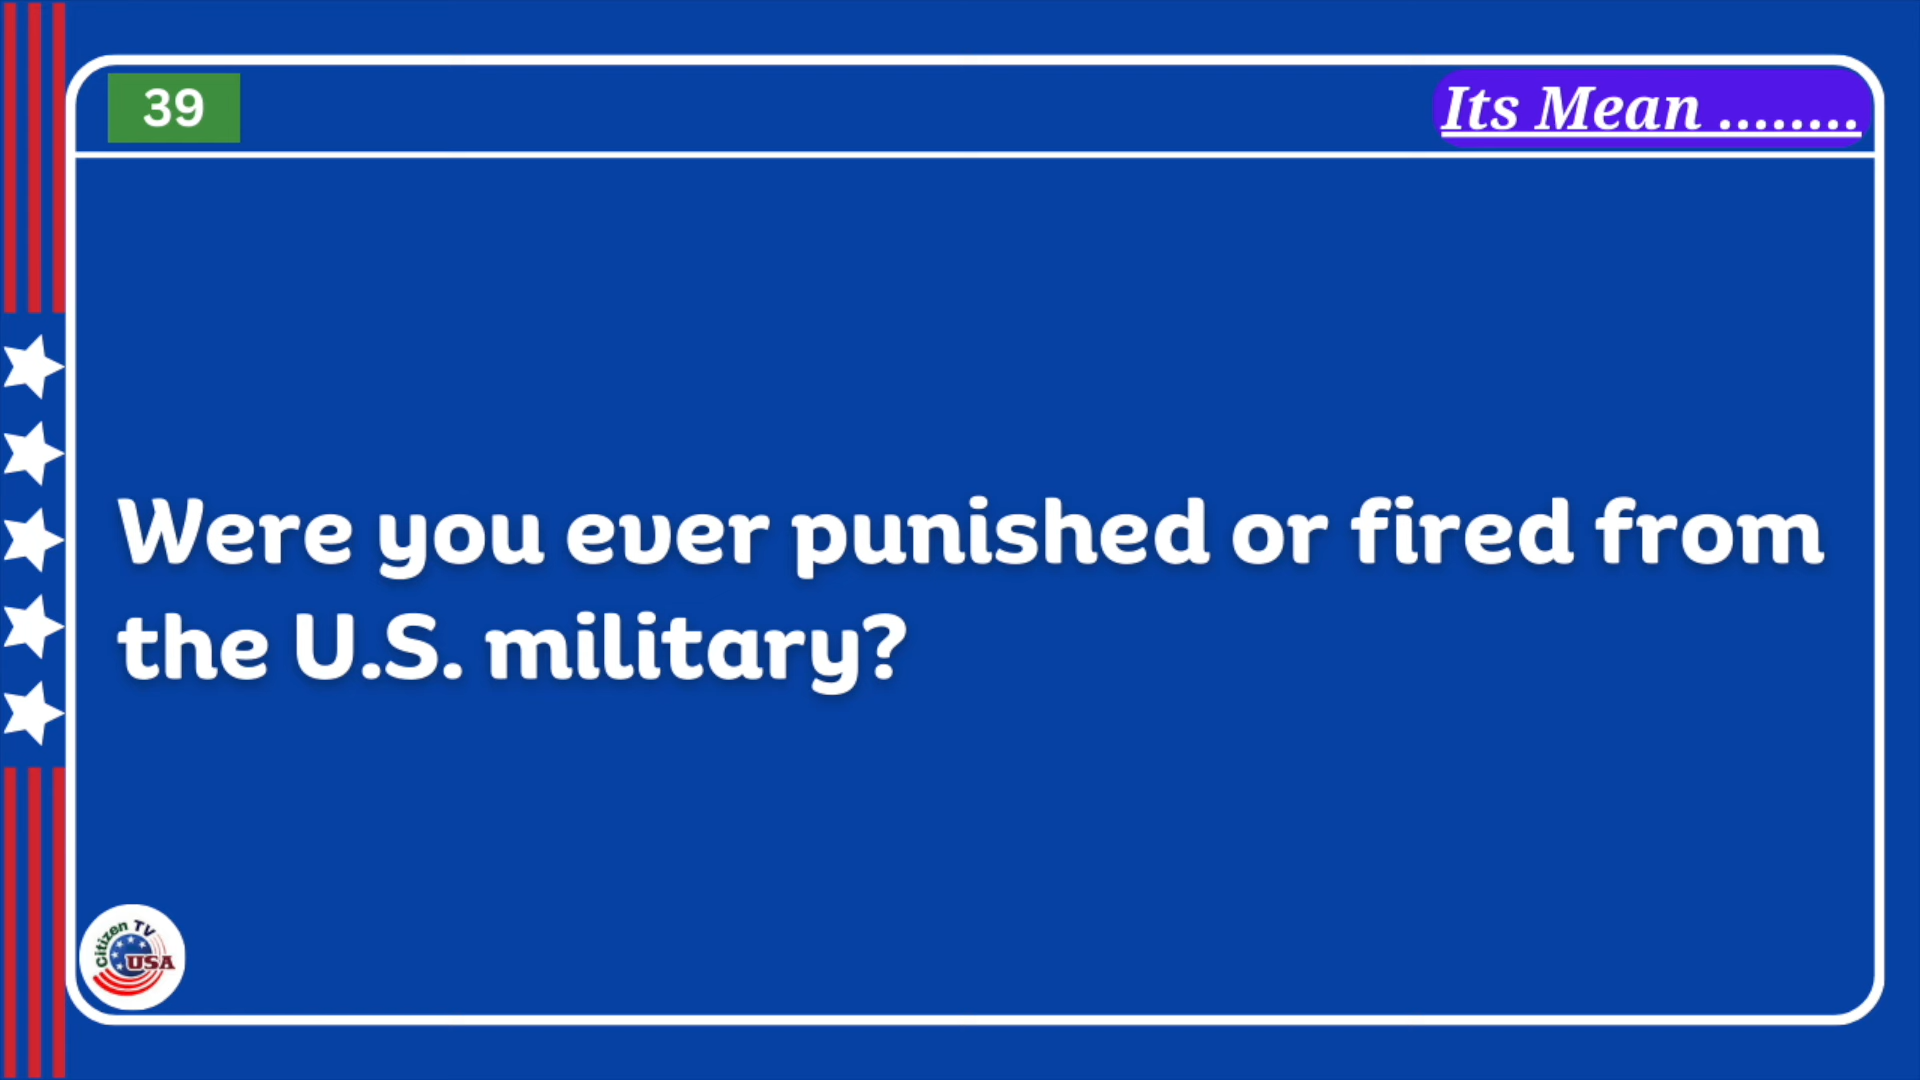 39
Its Mean ........
Were you ever punished or fired from
the U.S. military?
Citizen TV
USA